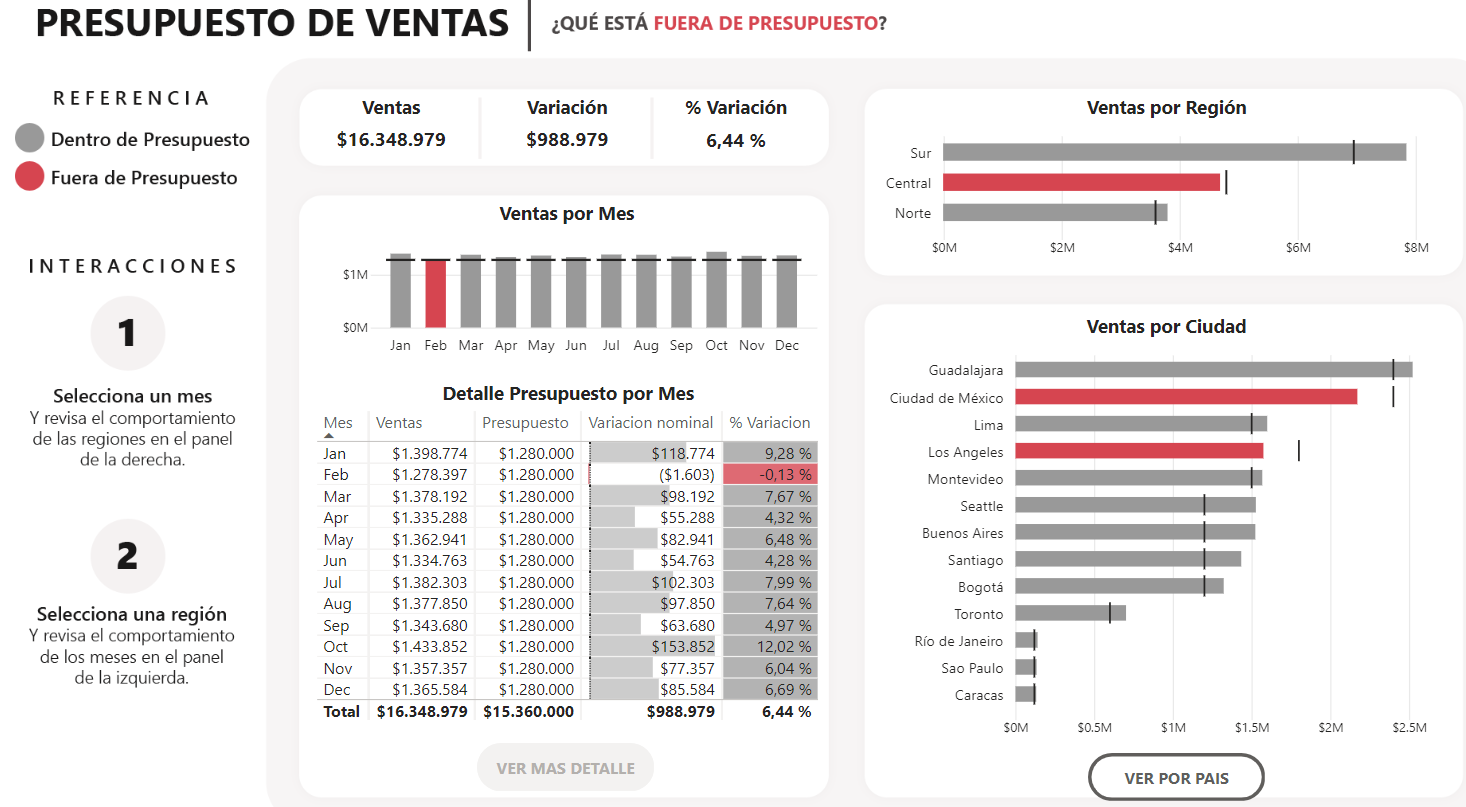 PRESUPUESTO DE VENTAS
¿QUÉ ESTÁ FUERA DE PRESUPUESTO?
REFERENCIA
Dentro de Presupuesto
Fuera de Presupuesto
INTERACCIONES
1
Selecciona un mes
Y revisa el comportamiento
de las regiones en el panel
de la derecha.
2
Selecciona una región
Y revisa el comportamiento
de los meses en el panel
de la izquierda.
Ventas Variación % Variación
$16.348.979 $988.979 6,44 %
Ventas por Mes
$1M
$0M
Jan Feb Mar Apr May Jun Jul Aug Sep Oct Nov Dec
Detalle Presupuesto por Mes
Mes Ventas Presupuesto Variacion nominal % Variacion
Jan $1.398.774 $1.280.000 $118.774 9,28 %
Feb $1.278.397 $1.280.000 ($1.603) -0,13 %
Mar $1.378.192 $1.280.000 $98.192 7,67 %
Apr $1.335.288 $1.280.000 $55.288 4,32 %
May $1.362.941 $1.280.000 $82.941 6,48 %
Jun $1.334.763 $1.280.000 $54.763 4,28 %
Jul $1.382.303 $1.280.000 $102.303 7,99 %
Aug $1.377.850 $1.280.000 $97.850 7,64 %
Sep $1.343.680 $1.280.000 $63.680 4,97 %
Oct $1.433.852 $1.280.000 $153.852 12,02 %
Nov $1.357.357 $1.280.000 $77.357 6,04 %
Dec $1.365.584 $1.280.000 $85.584 6,69 %
Total $16.348.979 $15.360.000 $988.979 6,44 %
VER MAS DETALLE
Ventas por Región
Sur
Central
Norte
$0M $2M $4M $6M $8M
Ventas por Ciudad
Guadalajara
Ciudad de México
Lima
Los Angeles
Montevideo
Seattle
Buenos Aires
Santiago
Bogotá
Toronto
Río de Janeiro
Sao Paulo
Caracas
$0M $0.5M $1M $1.5M $2M $2.5M
VER POR PAIS